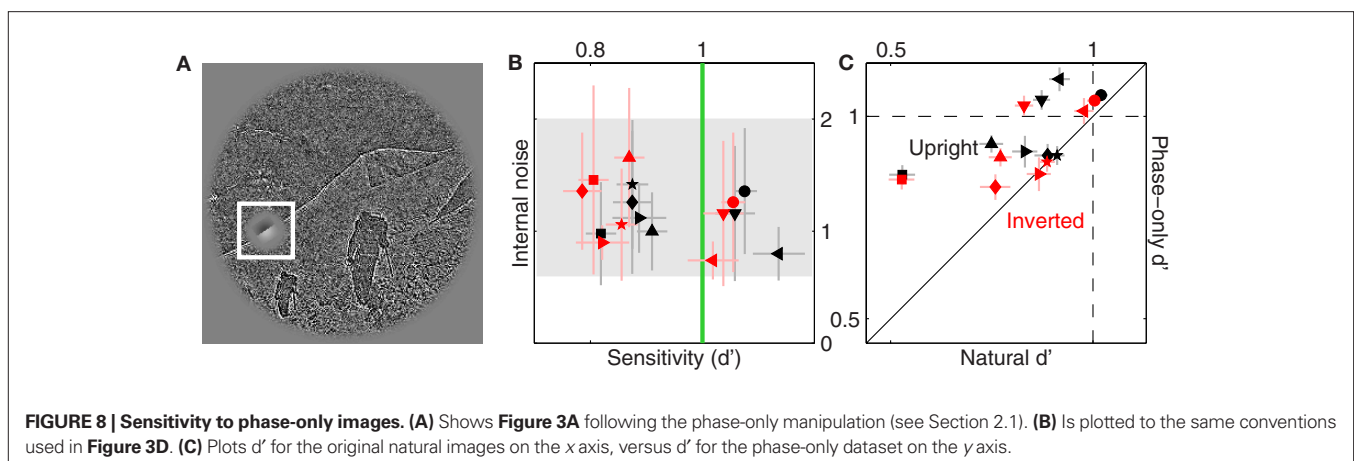 A
B
0.8 1
Internal noise
2
1
0
Sensitivity (d')
C
0.5 1
1
0.5
Upright
Inverted
Phase–only d'
Natural d'
FIGURE 8 | Sensitivity to phase-only images. (A) Shows Figure 3A following the phase-only manipulation (see Section 2.1). (B) Is plotted to the same conventions
used in Figure 3D. (C) Plots d′ for the original natural images on the x axis, versus d′ for the phase-only dataset on the y axis.